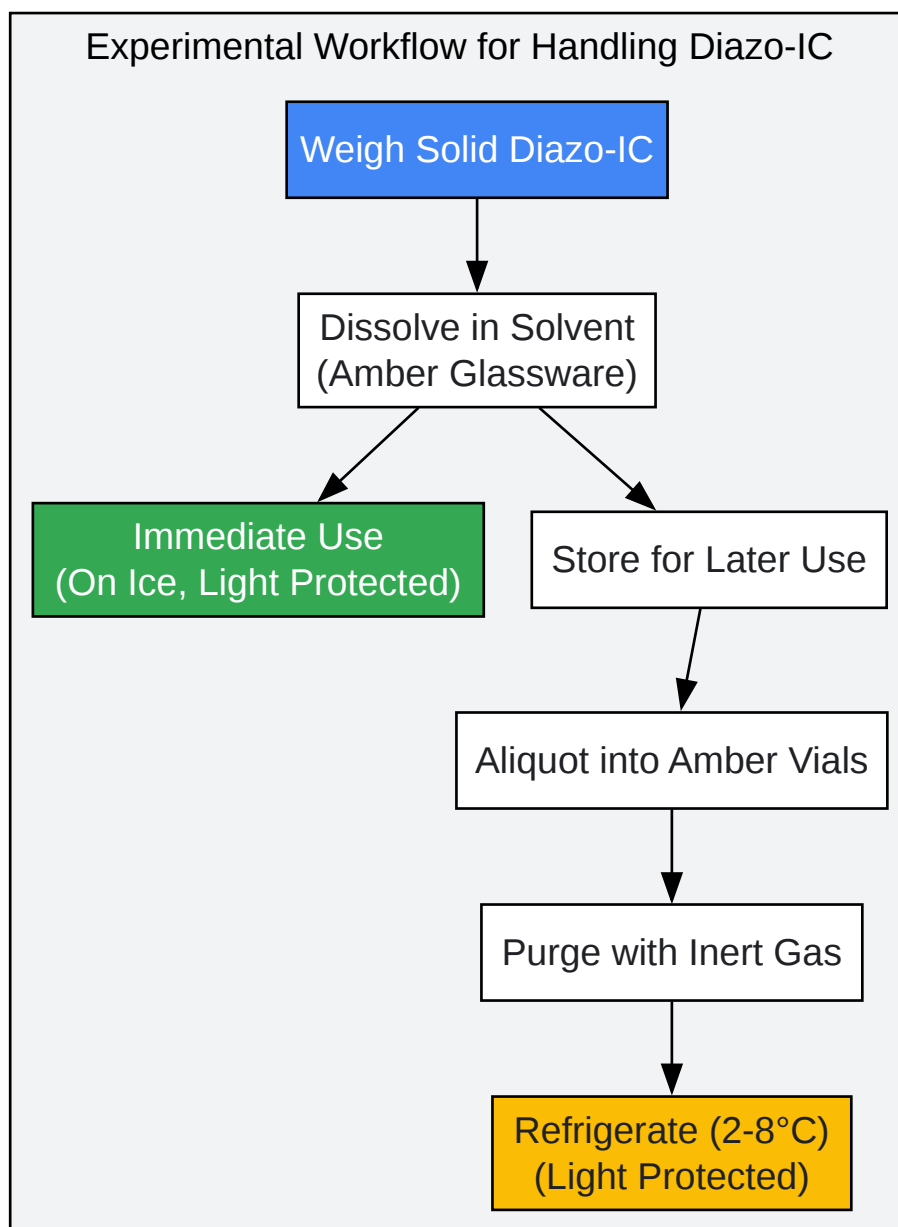 Experimental Workflow for Handling Diazo-IC
Weigh Solid Diazo-IC
Dissolve in Solvent
(Amber Glassware)
Immediate Use
(On Ice, Light Protected)
Store for Later Use
Aliquot into Amber Vials
Purge with Inert Gas
Refrigerate (2-8°C)
(Light Protected)